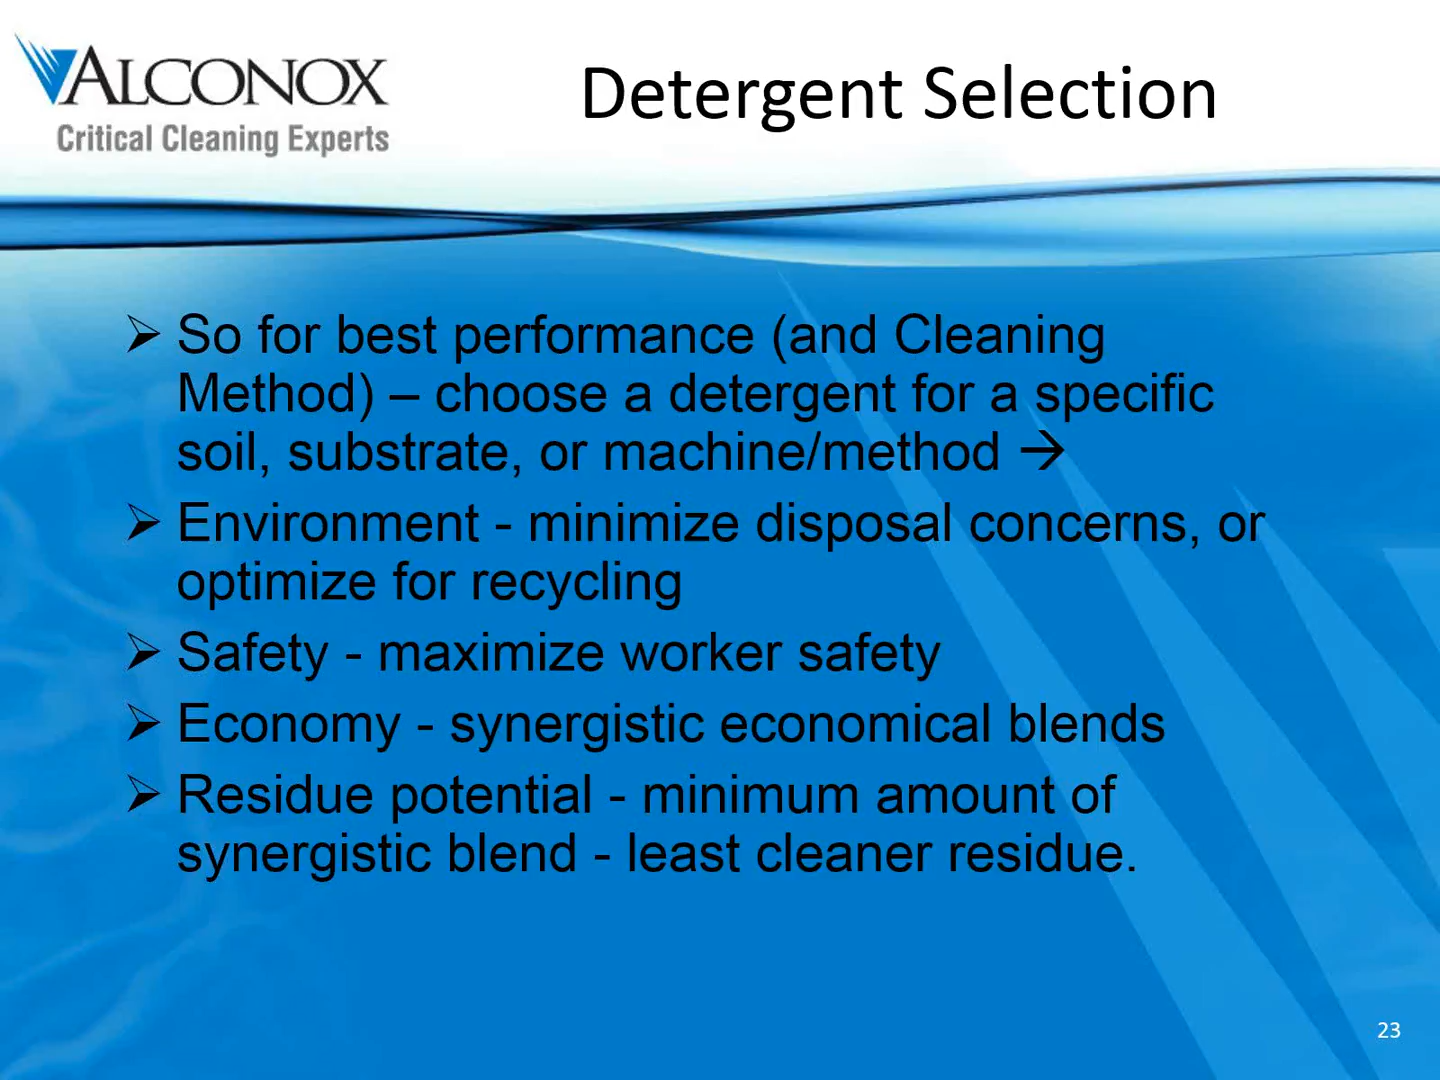 ALCONOX
Critical Cleaning Experts
Detergent Selection
➢ So for best performance (and Cleaning
Method) – choose a detergent for a specific
soil, substrate, or machine/method →
➢ Environment - minimize disposal concerns, or
optimize for recycling
➢ Safety - maximize worker safety
➢ Economy - synergistic economical blends
➢ Residue potential - minimum amount of
synergistic blend - least cleaner residue.
23